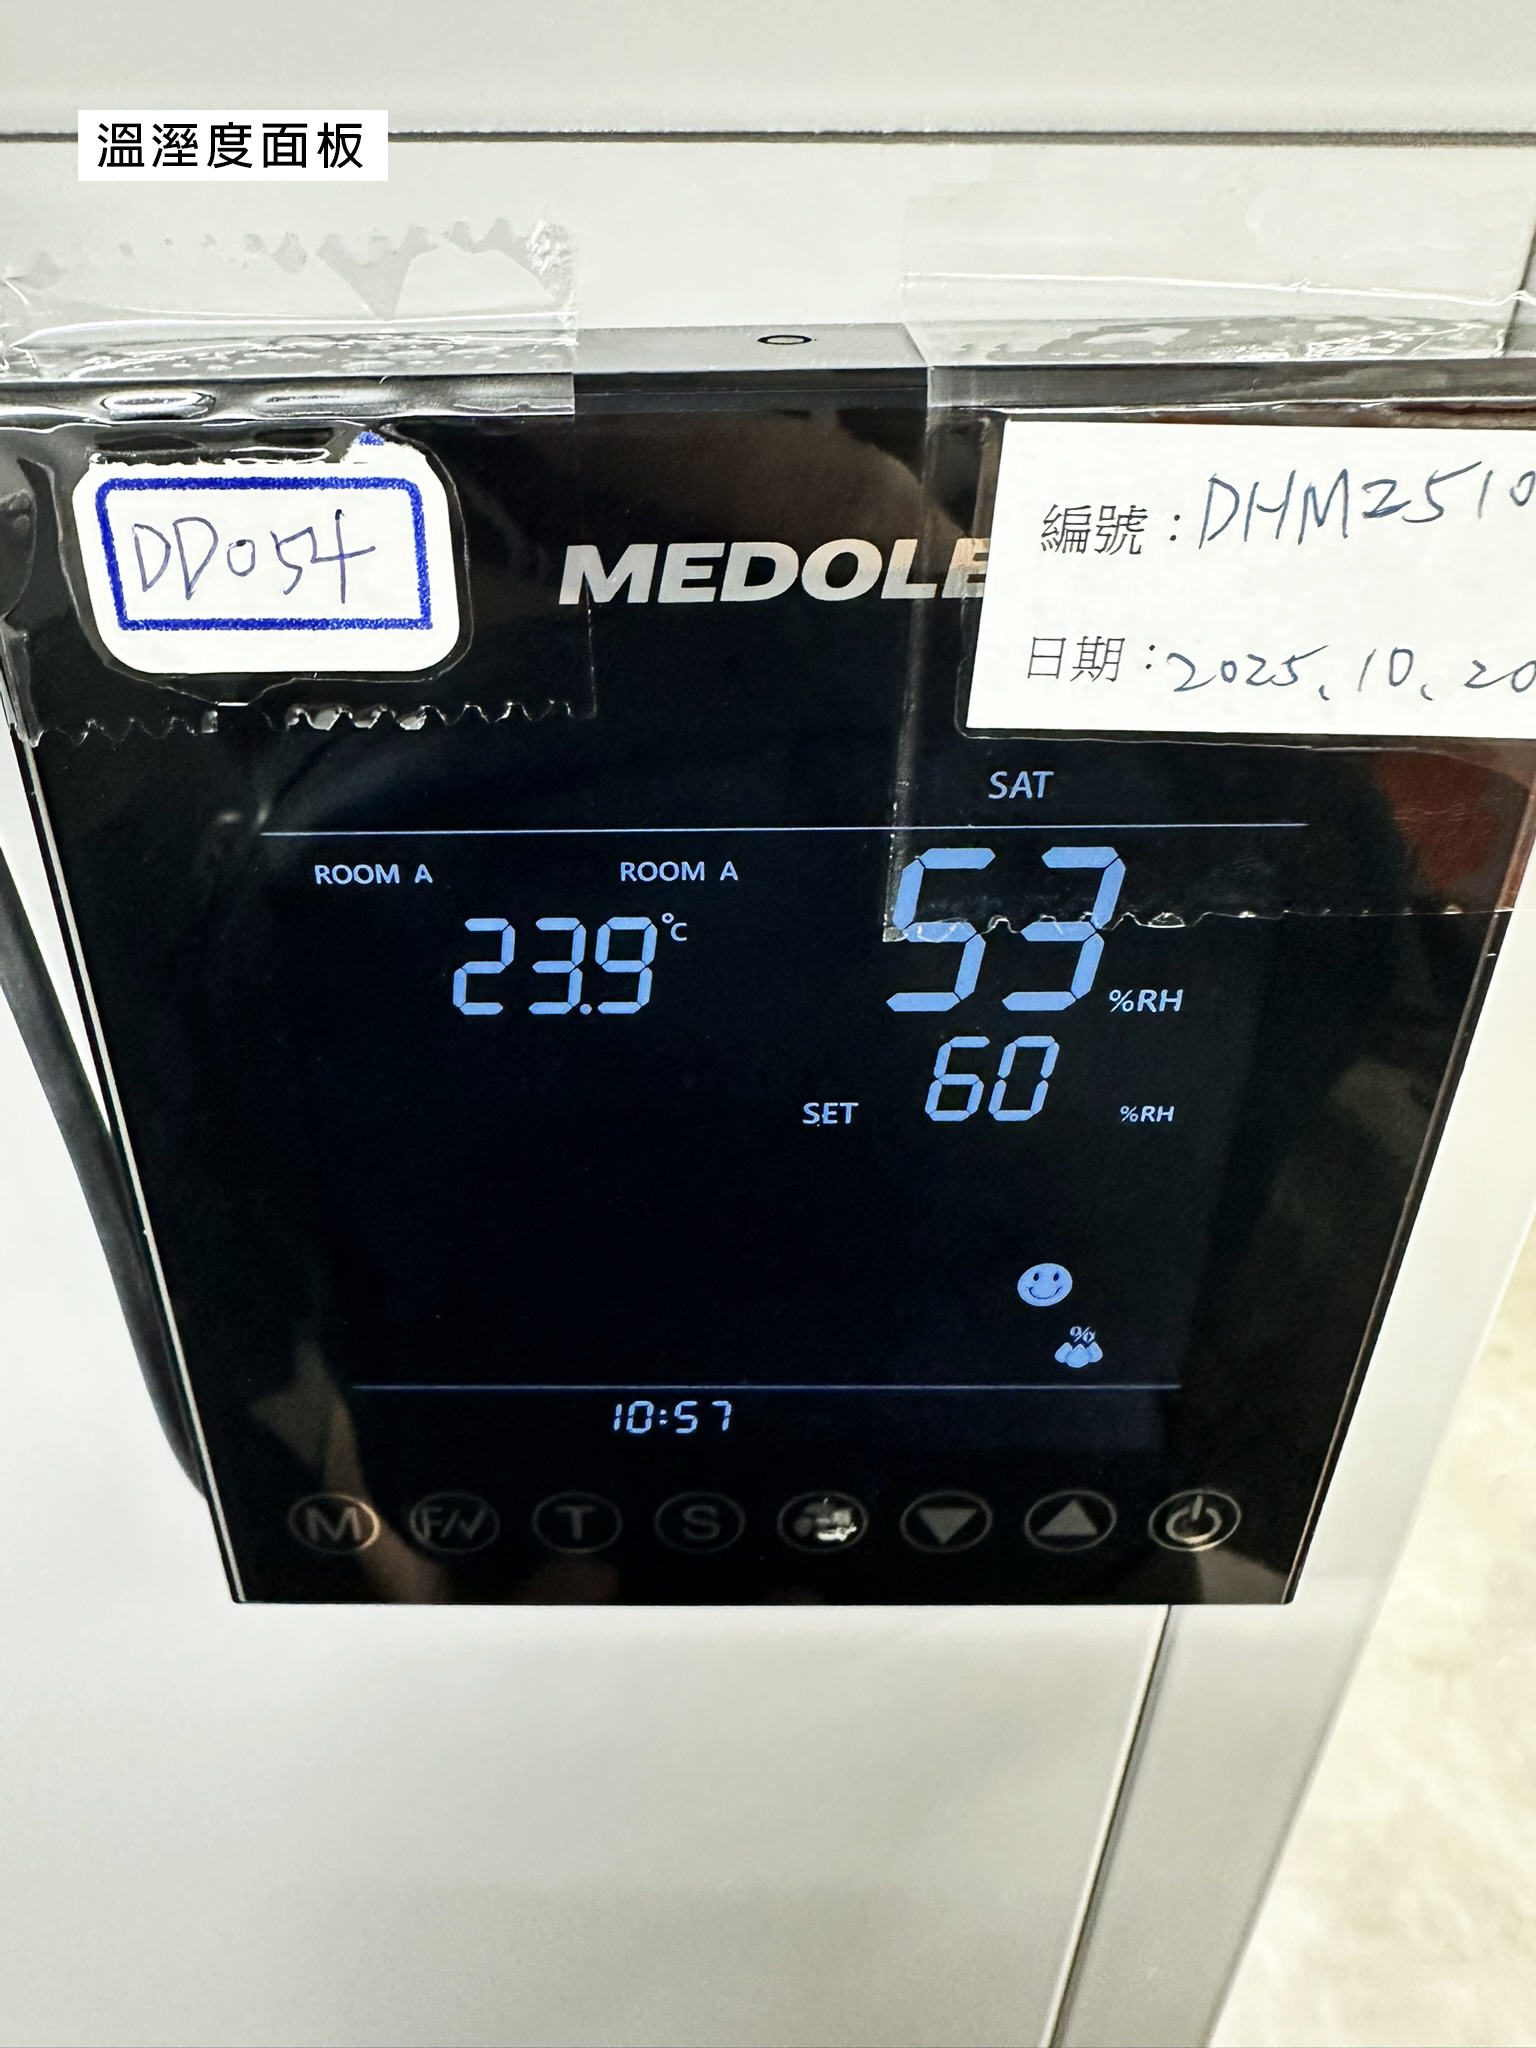 溫溼度面板
DD054
編號：DHM2510
MEDOLE
日期：2025.10.20
SAT
ROOM A
ROOM A
53 %RH
23.9 °C
SET 60 %RH
%
10:57
M F/V T S